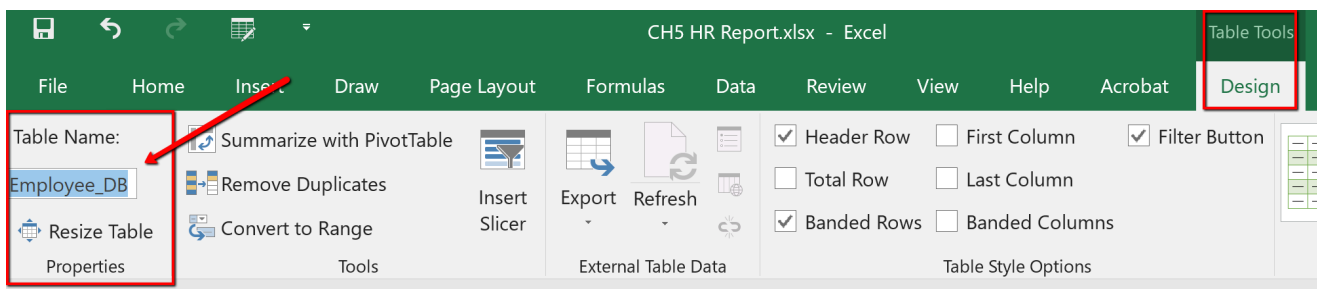 CH5 HR Report.xlsx - Excel
Table Tools
File Home Insert Draw Page Layout Formulas Data Review View Help Acrobat Design
Table Name:
Employee_DB
Resize Table
Properties
Summarize with PivotTable
Remove Duplicates
Convert to Range
Insert
Slicer
Tools
Export
Refresh
External Table Data
Header Row
First Column
Filter Button
Total Row
Last Column
Banded Rows
Banded Columns
Table Style Options